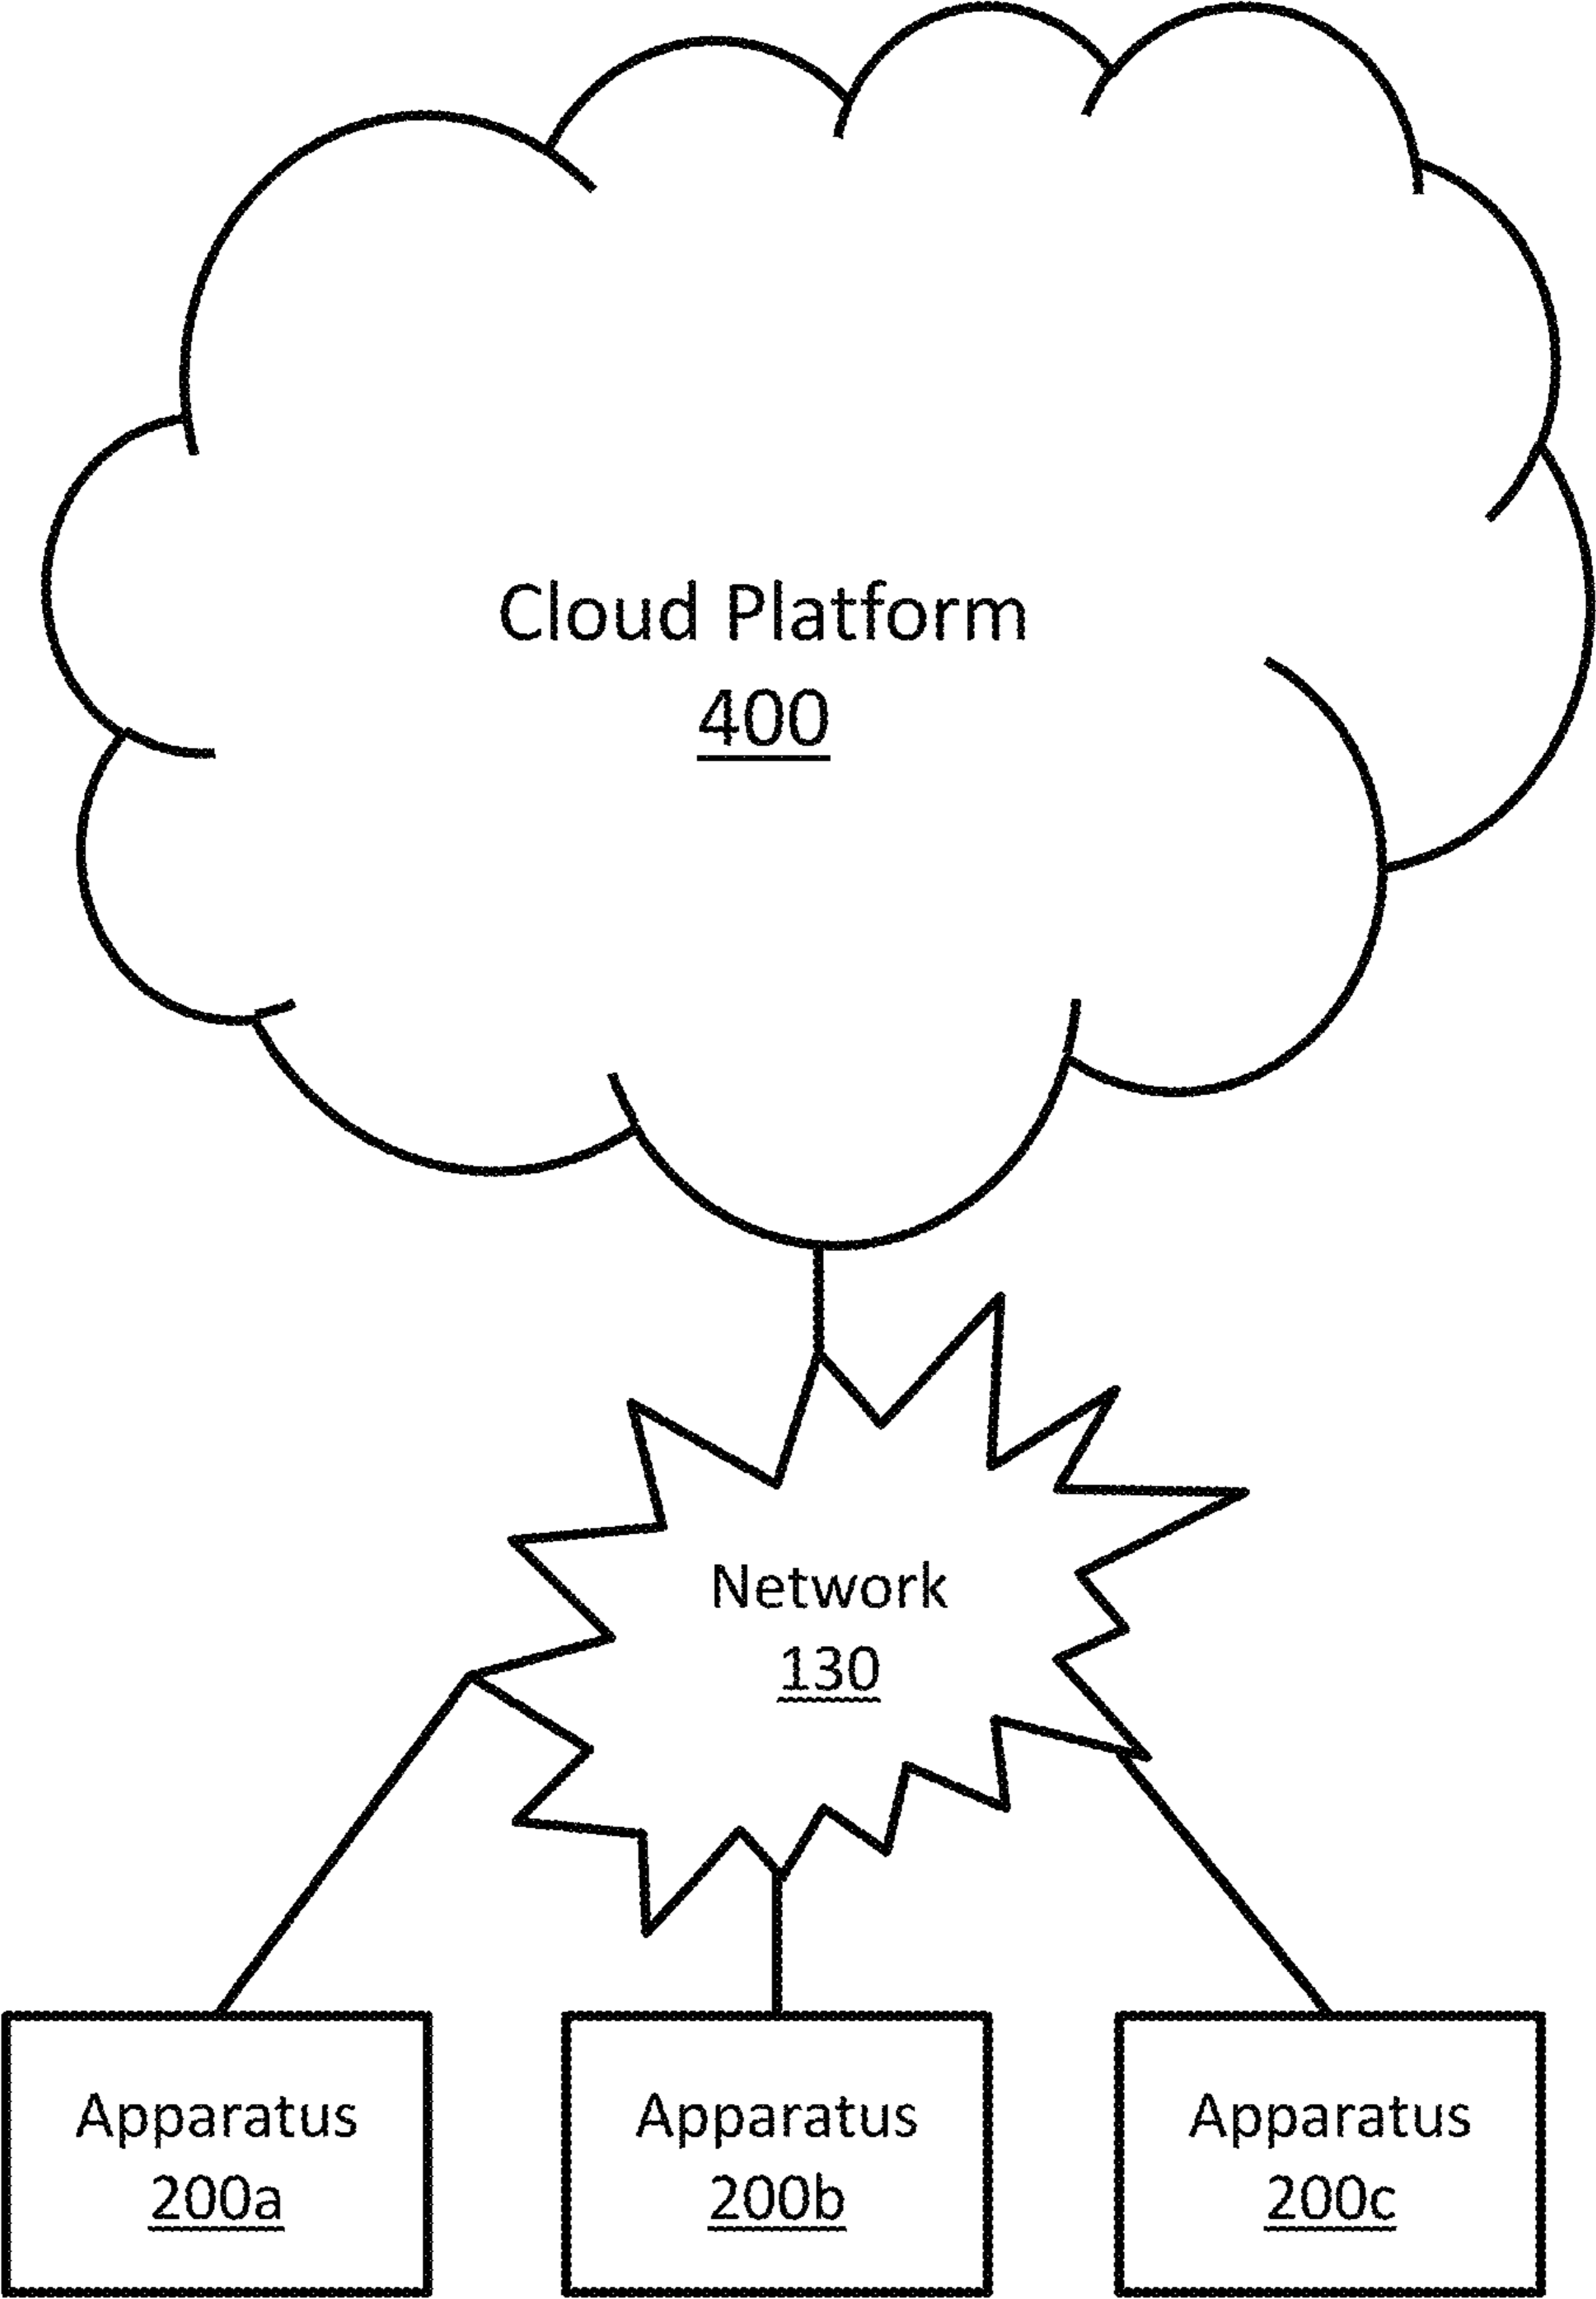 Cloud Platform
400
Network
130
Apparatus
200a
Apparatus
200b
Apparatus
200c